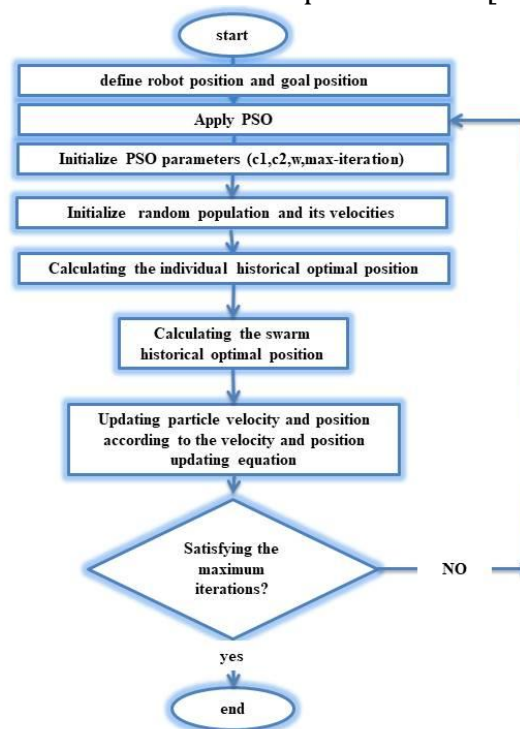 start
define robot position and goal position
Apply PSO
Initialize PSO parameters (c1,c2,w,max-iteration)
Initialize random population and its velocities
Calculating the individual historical optimal position
Calculating the swarm
historical optimal position
Updating particle velocity and position
according to the velocity and position
updating equation
Satisfying the
maximum
iterations?
NO
yes
end